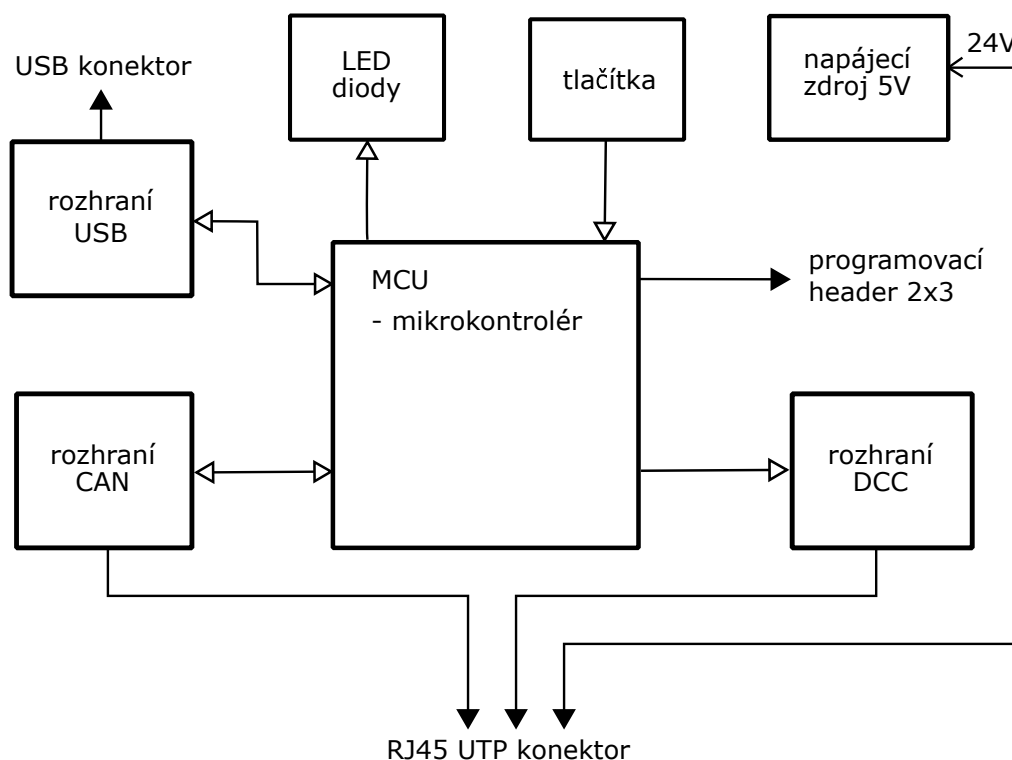 USB konektor
LED
diody
tlačítka
napájecí
zdroj 5V
24V
rozhraní
USB
MCU
- mikrokontrolér
programovací
header 2x3
rozhraní
CAN
rozhraní
DCC
RJ45 UTP konektor